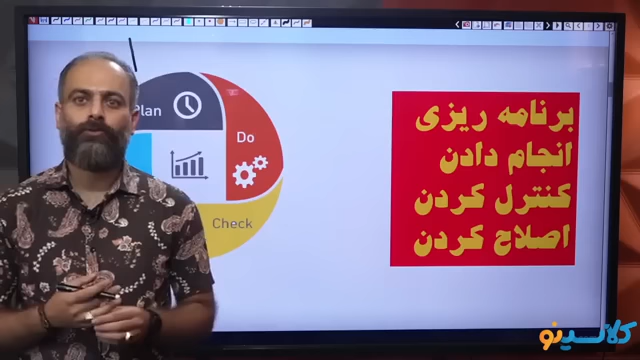 Plan
Do
Check
برنامه ریزی
انجام دادن
کنترل کردن
اصلاح کردن
کلاسینو